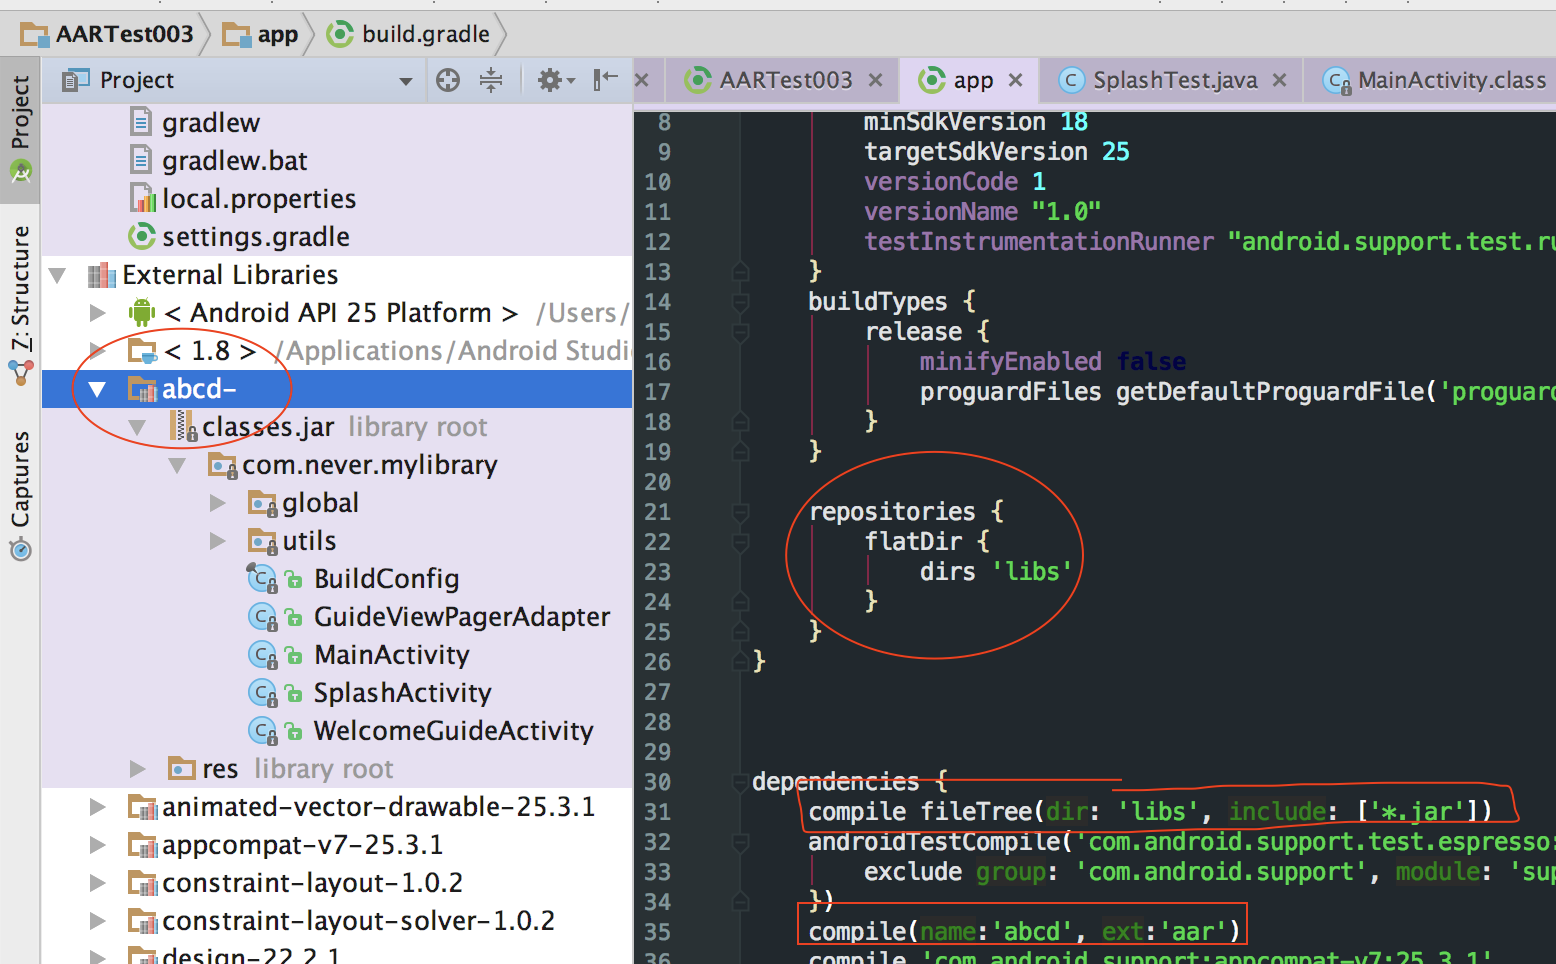 AARTest003 app build.gradle
Project
AARTest003 app SplashTest.java MainActivity.class
Project
Z: Structure
Captures
gradlew
gradlew.bat
local.properties
settings.gradle
External Libraries
< Android API 25 Platform > /Users/
< 1.8 > /Applications/Android Studi
abcd-
classes.jar library root
com.never.mylibrary
global
utils
BuildConfig
GuideViewPagerAdapter
MainActivity
SplashActivity
WelcomeGuideActivity
res library root
animated-vector-drawable-25.3.1
appcompat-v7-25.3.1
constraint-layout-1.0.2
constraint-layout-solver-1.0.2
design-22.2.1
8 minSdkVersion 18
9 targetSdkVersion 25
10 versionCode 1
11 versionName "1.0"
12 testInstrumentationRunner "android.support.test.ru
13 }
14 buildTypes {
15 release {
16 minifyEnabled false
17 proguardFiles getDefaultProguardFile('proguard
18 }
19 }
20
21 repositories {
22 flatDir {
23 dirs 'libs'
24 }
25 }
26 }
27
28
29
30 dependencies {
31 compile fileTree(dir: 'libs', include: ['*.jar'])
32 androidTestCompile('com.android.support.test.espresso:
33 exclude group: 'com.android.support', module: 'sup
34 })
35 compile(name:'abcd', ext:'aar')
36 compile 'com.android.support:appcompat-v7:25.3.1'